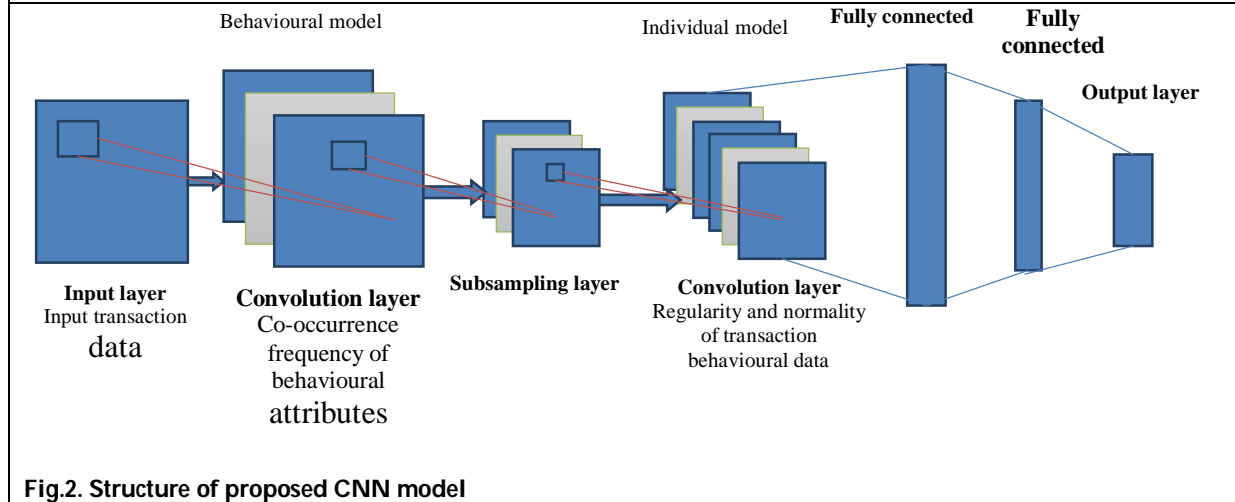 Behavioural model
Individual model
Fully connected
Fully
connected
Output layer
Input layer
Input transaction
data
Convolution layer
Co-occurrence
frequency of
behavioural
attributes
Subsampling layer
Convolution layer
Regularity and normality
of transaction
behavioural data
Fig.2. Structure of proposed CNN model